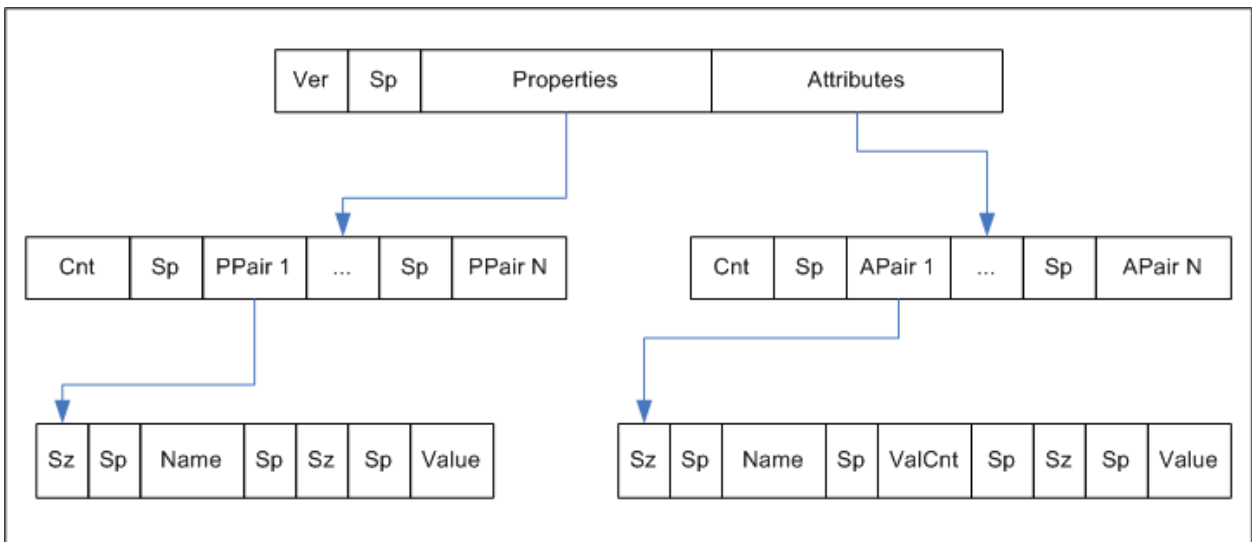 Ver Sp Properties Attributes
Cnt Sp PPair 1 ... Sp PPair N
Cnt Sp APair 1 ... Sp APair N
Sz Sp Name Sp Sz Sp Value
Sz Sp Name Sp ValCnt Sp Sz Sp Value